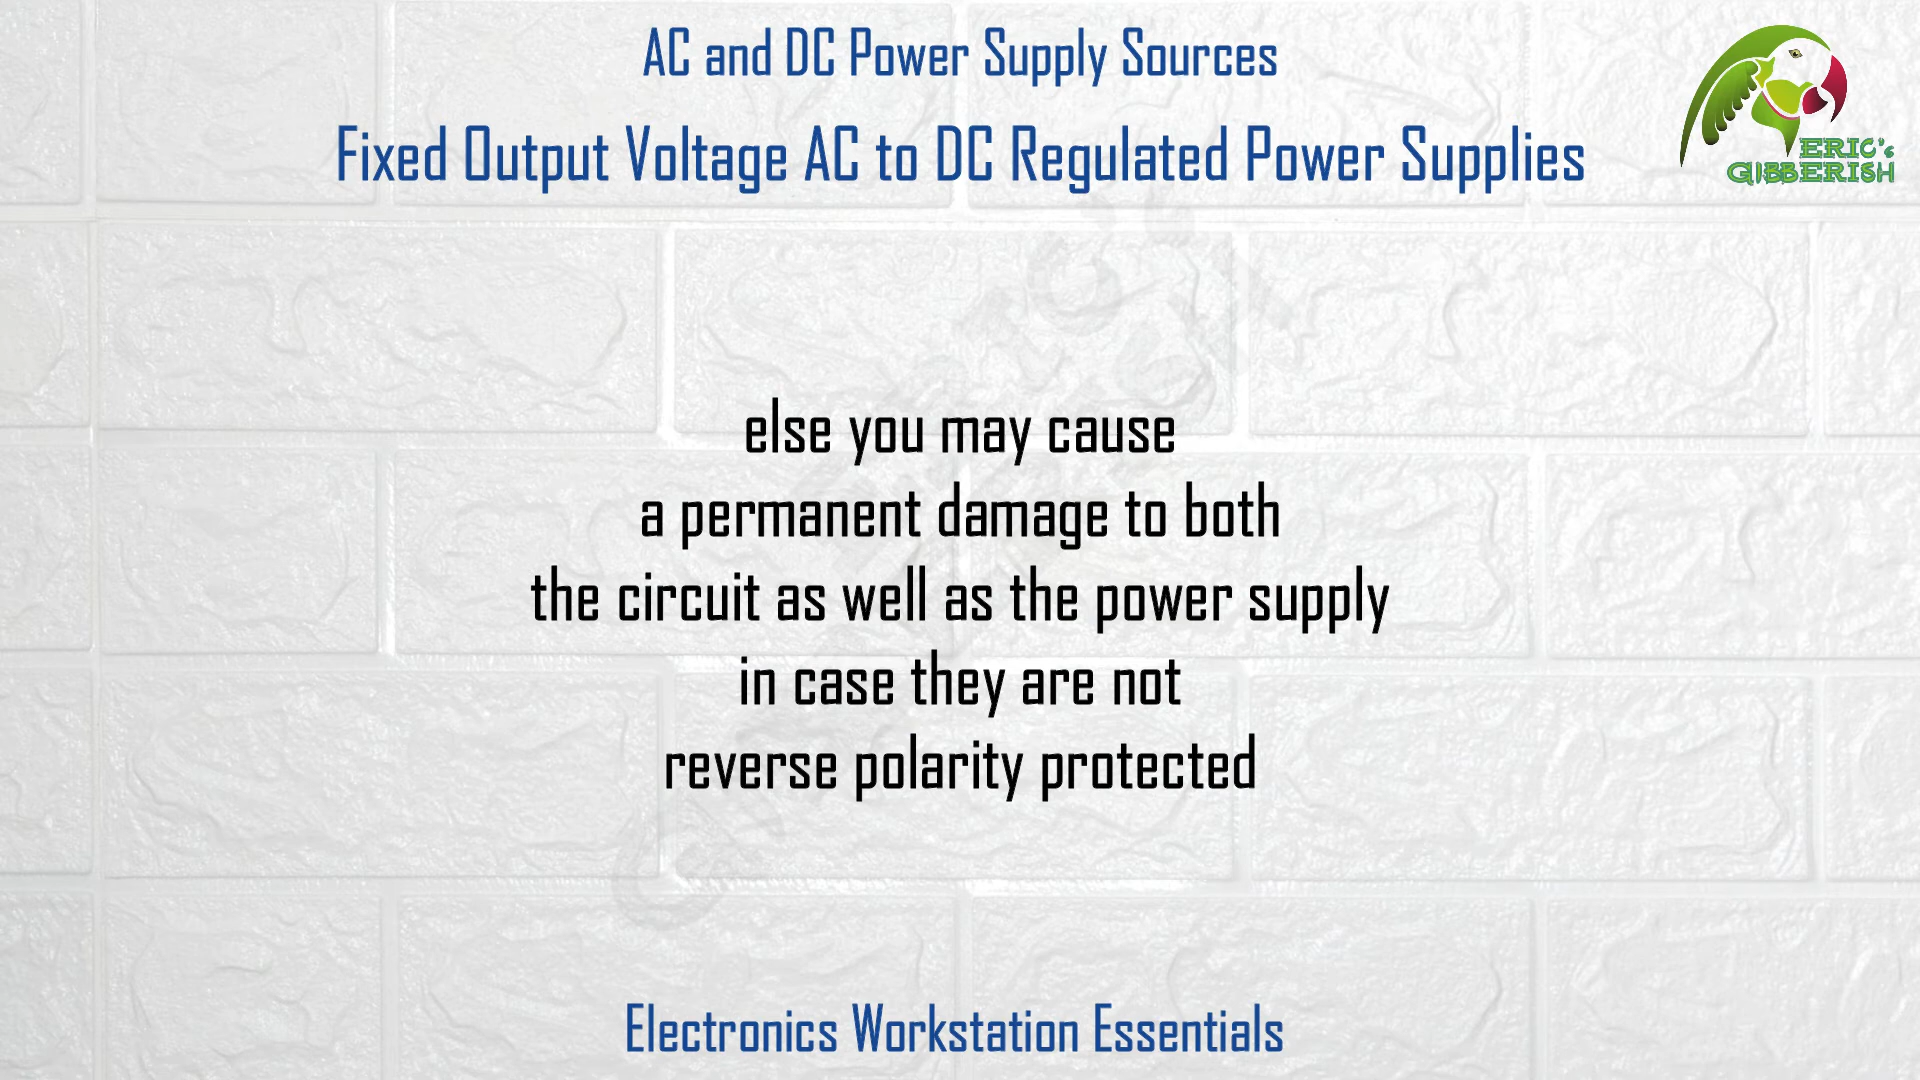 AC and DC Power Supply Sources
Fixed Output Voltage AC to DC Regulated Power Supplies
ERIC's
GIBBERISH
else you may cause
a permanent damage to both
the circuit as well as the power supply
in case they are not
reverse polarity protected
Electronics Workstation Essentials